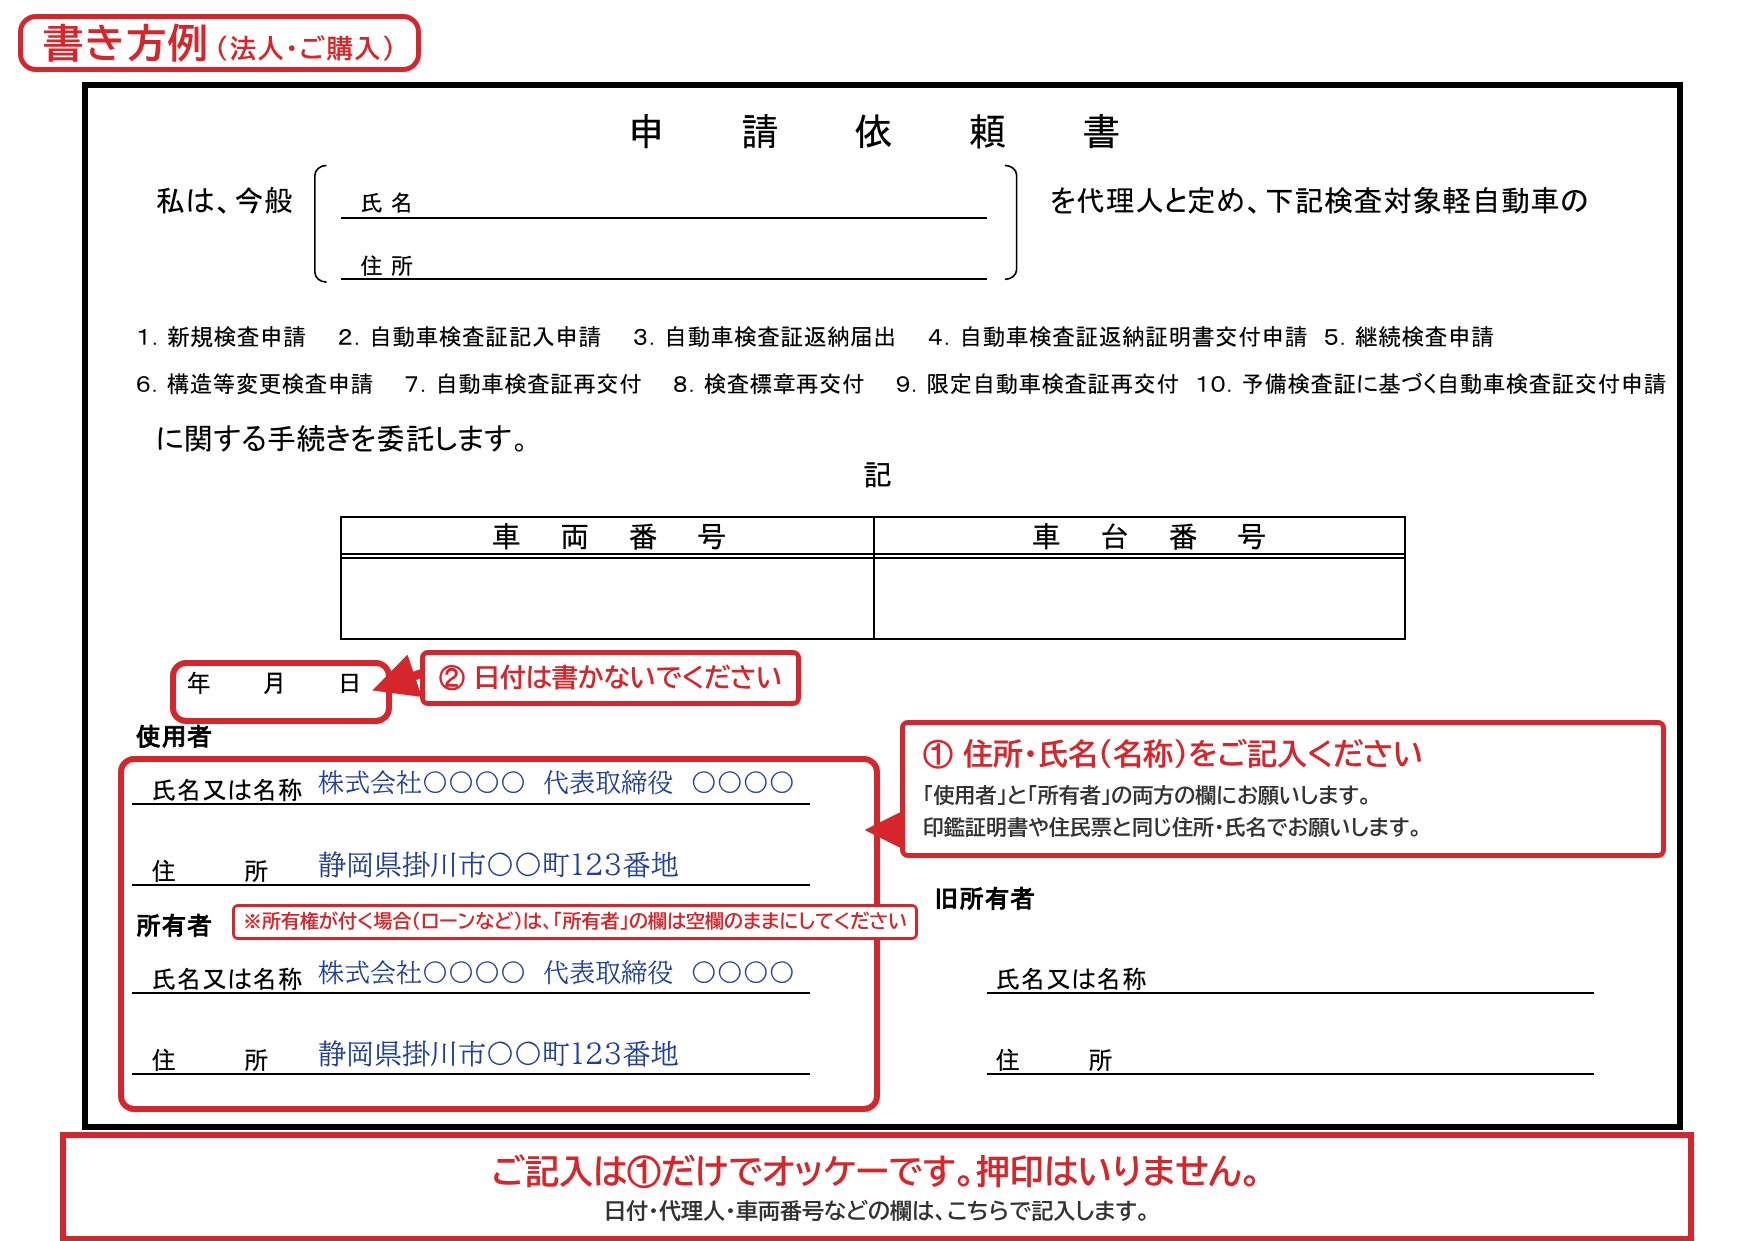 書き方例（法人・ご購入）
申請依頼書
私は、今般
氏名
住所
を代理人と定め、下記検査対象軽自動車の
1. 新規検査申請 2. 自動車検査証記入申請 3. 自動車検査証返納届出 4. 自動車検査証返納証明書交付申請 5. 継続検査申請
6. 構造等変更検査申請 7. 自動車検査証再交付 8. 検査標章再交付 9. 限定自動車検査証再交付 10. 予備検査証に基づく自動車検査証交付申請
に関する手続きを委託します。
記
車両番号 車台番号
年 月 日
② 日付は書かないでください
使用者
氏名又は名称 株式会社〇〇〇〇 代表取締役 〇〇〇〇
住所 静岡県掛川市〇〇町123番地
① 住所・氏名（名称）をご記入ください
「使用者」と「所有者」の両方の欄にお願いします。
印鑑証明書や住民票と同じ住所・氏名でお願いします。
所有者 ※所有権が付く場合（ローンなど）は、「所有者」の欄は空欄のままにしてください
氏名又は名称 株式会社〇〇〇〇 代表取締役 〇〇〇〇
住所 静岡県掛川市〇〇町123番地
旧所有者
氏名又は名称
住所
ご記入は①だけでオッケーです。押印はいりません。
日付・代理人・車両番号などの欄は、こちらで記入します。